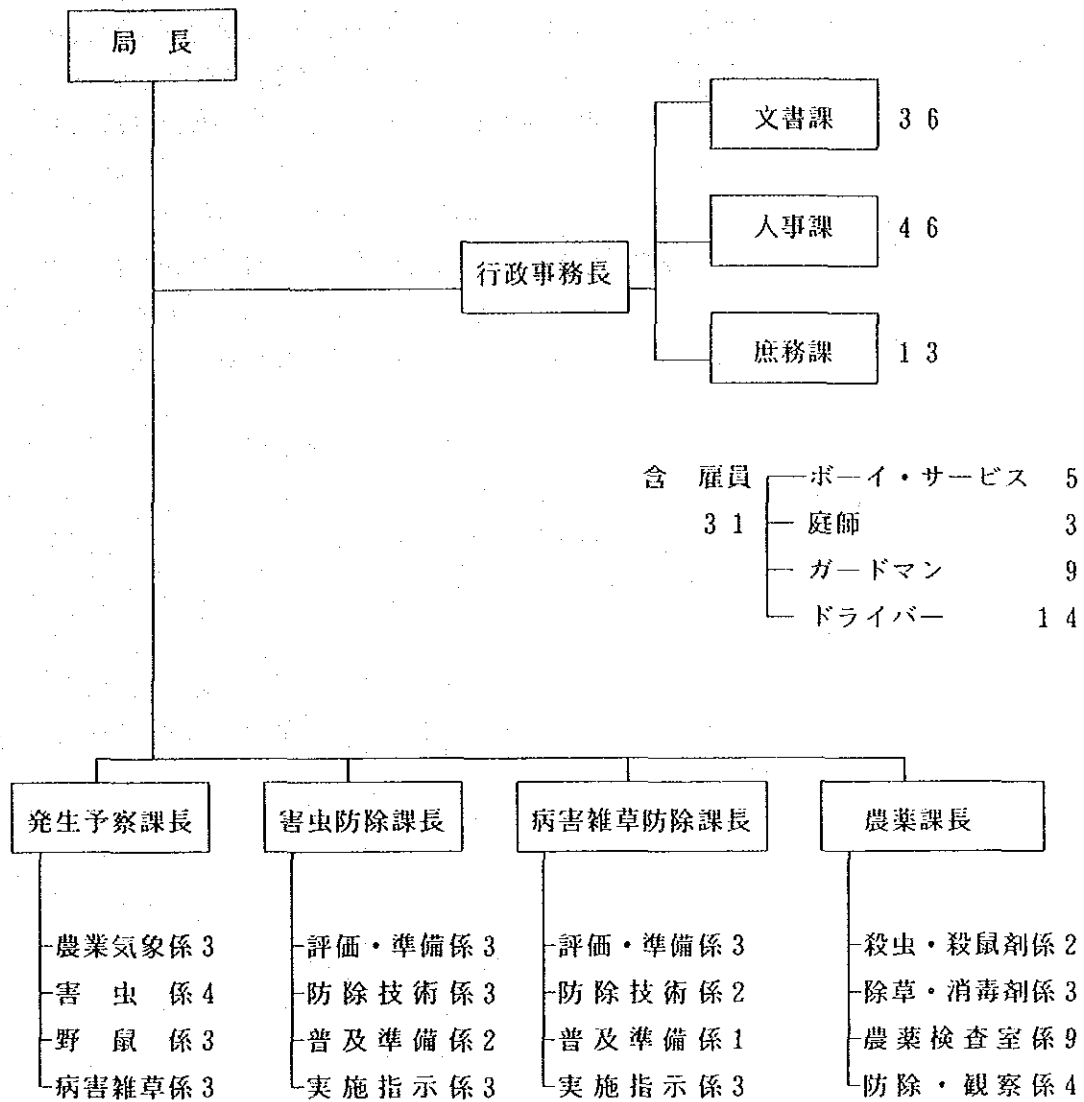 局 長
文書課 36
人事課 46
行政事務長
庶務課 13
含 雇員 ボーイ・サービス 5
31 庭師 3
ガードマン 9
ドライバー 14
発生予察課長 害虫防除課長 病害雑草防除課長 農薬課長
農業気象係3 評価・準備係3 評価・準備係3 殺虫・殺鼠剤係2
害虫係4 防除技術係3 防除技術係2 除草・消毒剤係3
野鼠係3 普及準備係2 普及準備係1 農薬検査室係9
病害雑草係3 実施指示係3 実施指示係3 防除・観察係4